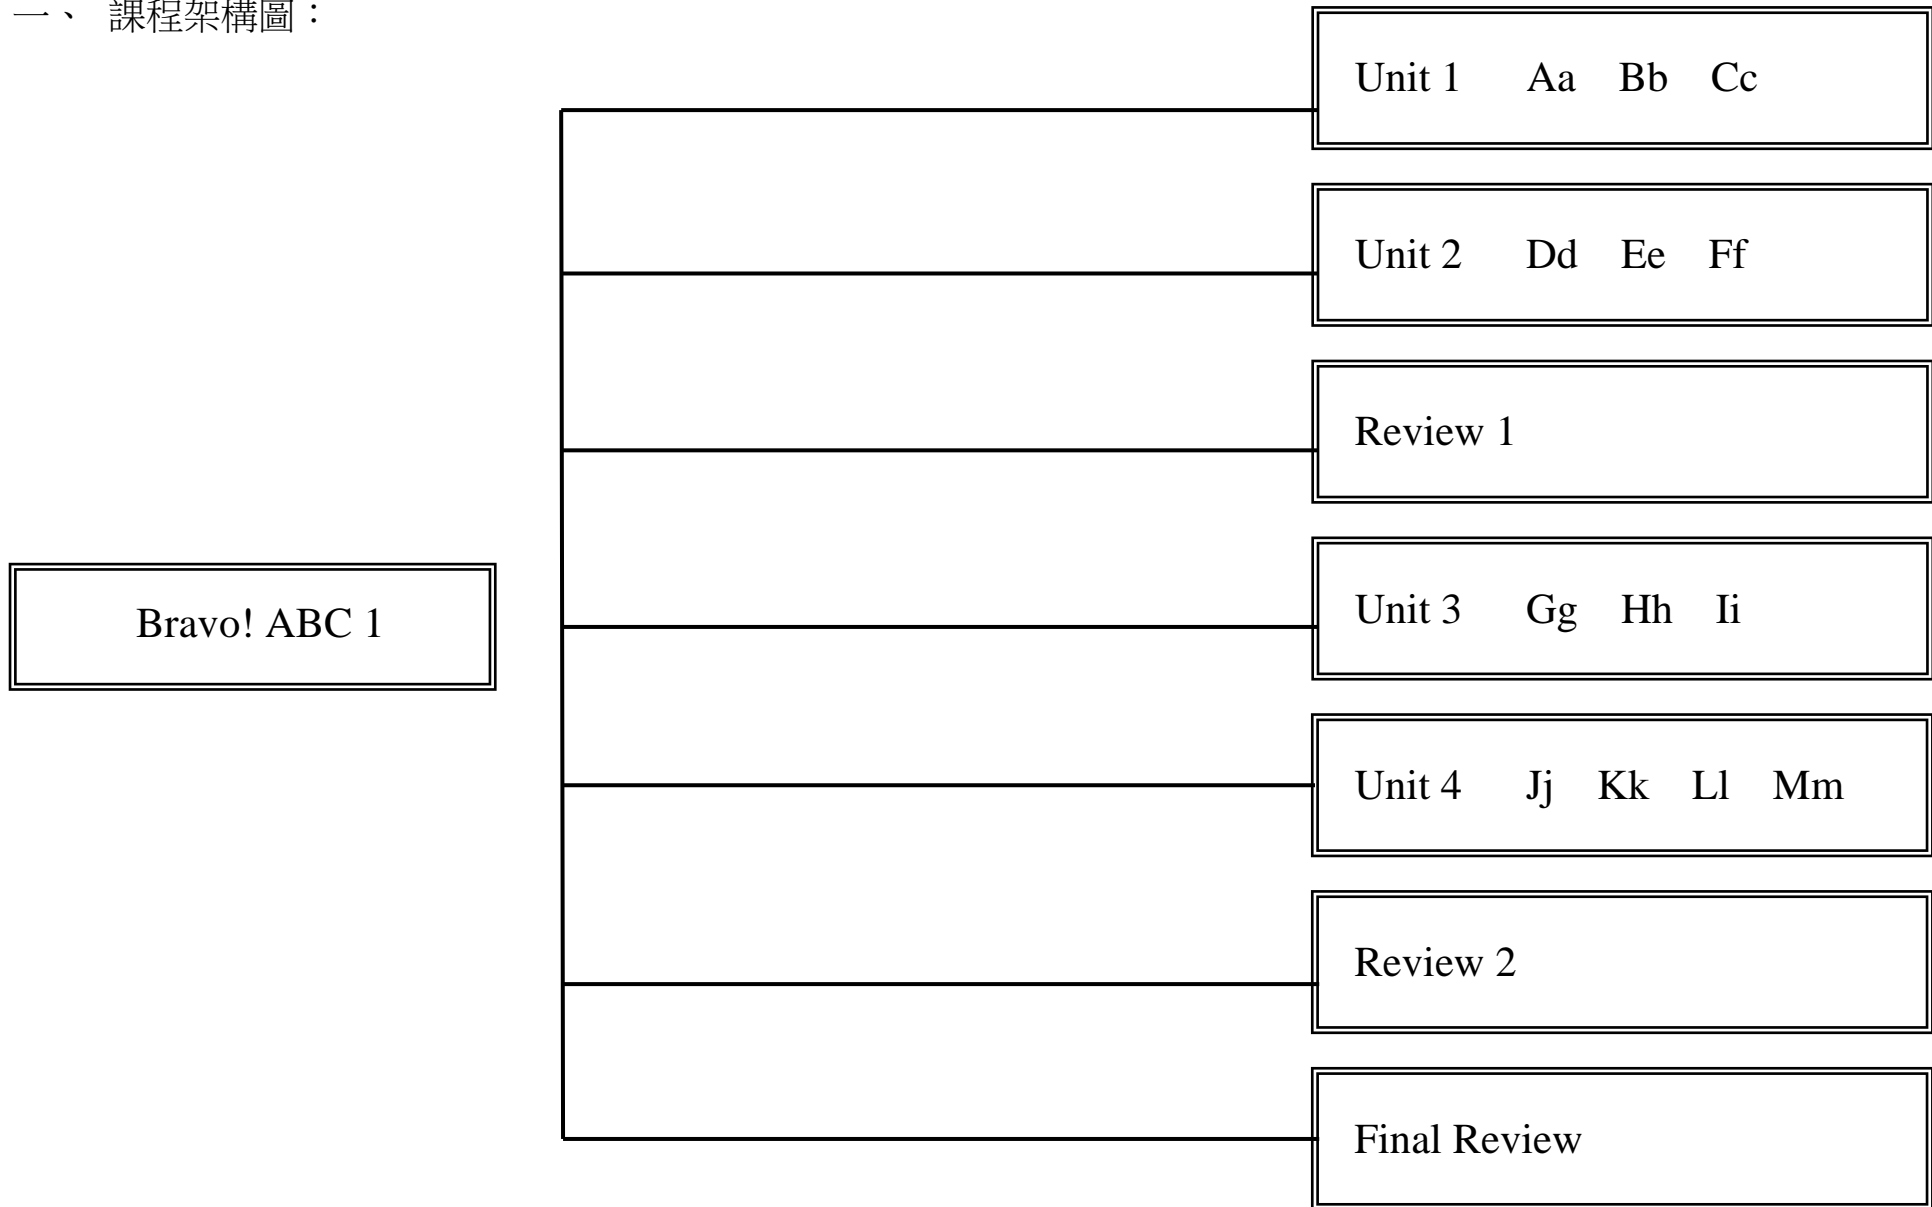 一、 課程架構圖：
Unit 1 Aa Bb Cc
Unit 2 Dd Ee Ff
Review 1
Bravo! ABC 1
Unit 3 Gg Hh Ii
Unit 4 Jj Kk Ll Mm
Review 2
Final Review